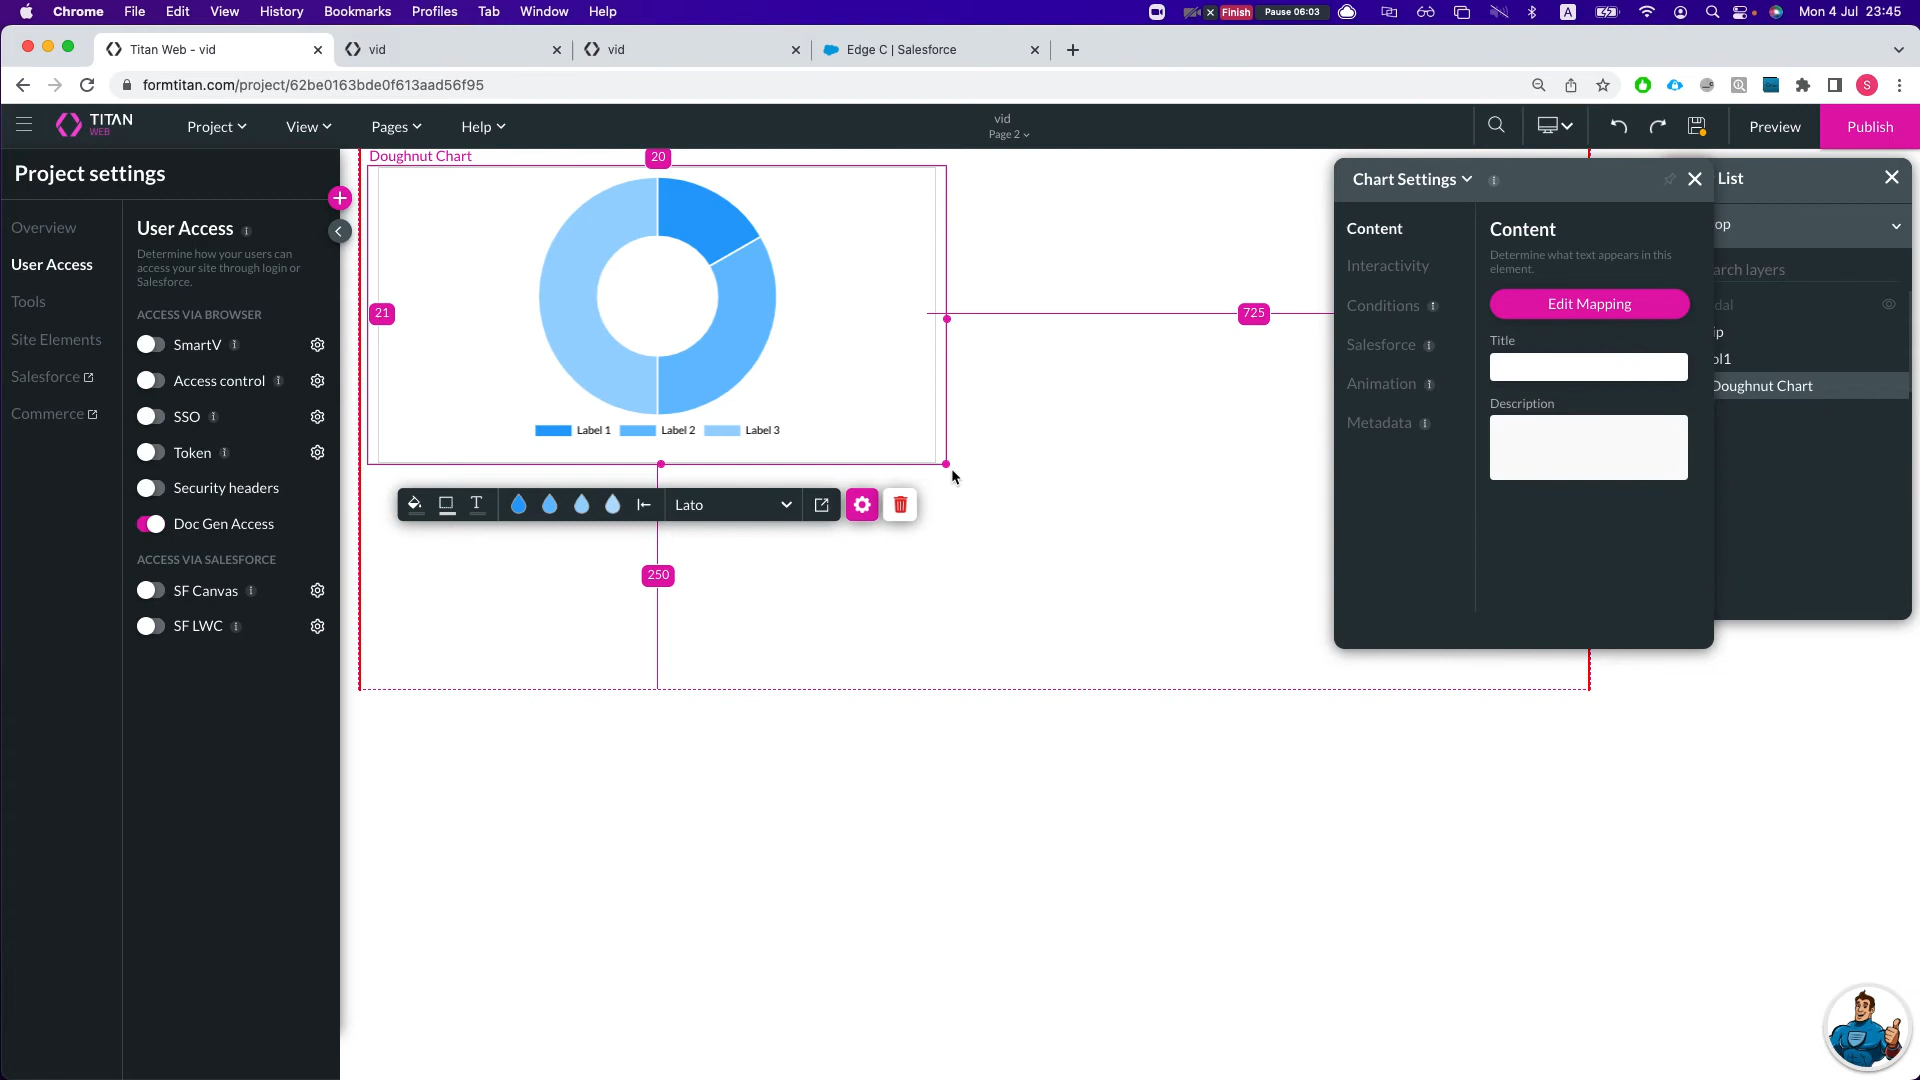 Chrome File Edit View History Bookmarks Profiles Tab Window Help Finish Pause 06:03 A Mon 4 Jul 23:45
Titan Web - vid vid vid Edge C | Salesforce
formtitan.com/project/62be0163bde0f613aad56f95 S
TITAN WEB Project View Pages Help vid Preview Publish
Page 2
Project settings
Overview
User Access
Tools
Site Elements
Salesforce
Commerce
User Access
Determine how your users can
access your site through login or
Salesforce.
ACCESS VIA BROWSER
SmartV
Access control
SSO
Token
Security headers
Doc Gen Access
ACCESS VIA SALESFORCE
SF Canvas
SF LWC
Doughnut Chart
20
21
725
250
Label 1 Label 2 Label 3
T Lato
Chart Settings
Content
Interactivity
Conditions
Salesforce
Animation
Metadata
Content
Determine what text appears in this
element.
Edit Mapping
Title
Description
List
op
arch layers
dal
ip
ol1
Doughnut Chart